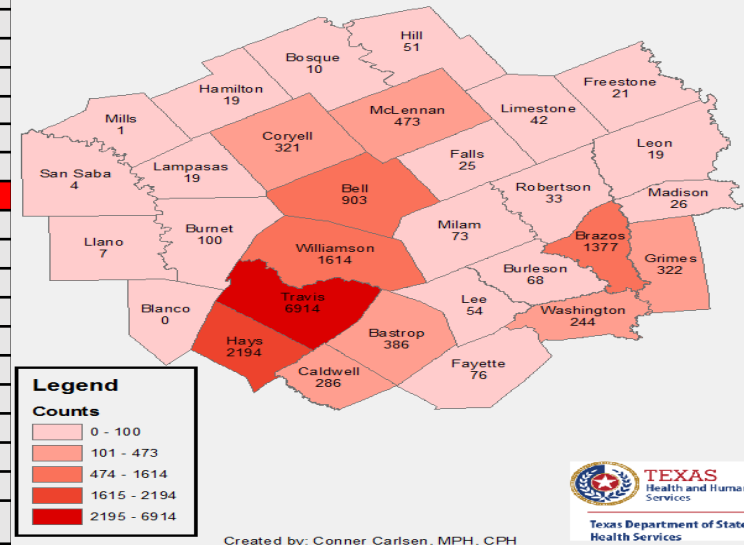 Hill
51
Bosque
10
Freestone
21
Hamilton
19
McLennan
473
Limestone
42
Mills
1
Coryell
321
Leon
19
Falls
25
San Saba
4
Lampasas
19
Bell
903
Robertson
33
Madison
26
Milam
73
Burnet
100
Llano
7
Williamson
1614
Brazos
1377
Grimes
322
Burleson
68
Travis
6914
Lee
54
Blanco
0
Washington
244
Bastrop
386
Hays
2194
Fayette
76
Caldwell
286
Legend
Counts
0 - 100
101 - 473
474 - 1614
1615 - 2194
2195 - 6914
TEXAS
Health and Human
Services
Texas Department of State
Health Services
Created by: Conner Carlsen, MPH, CPH